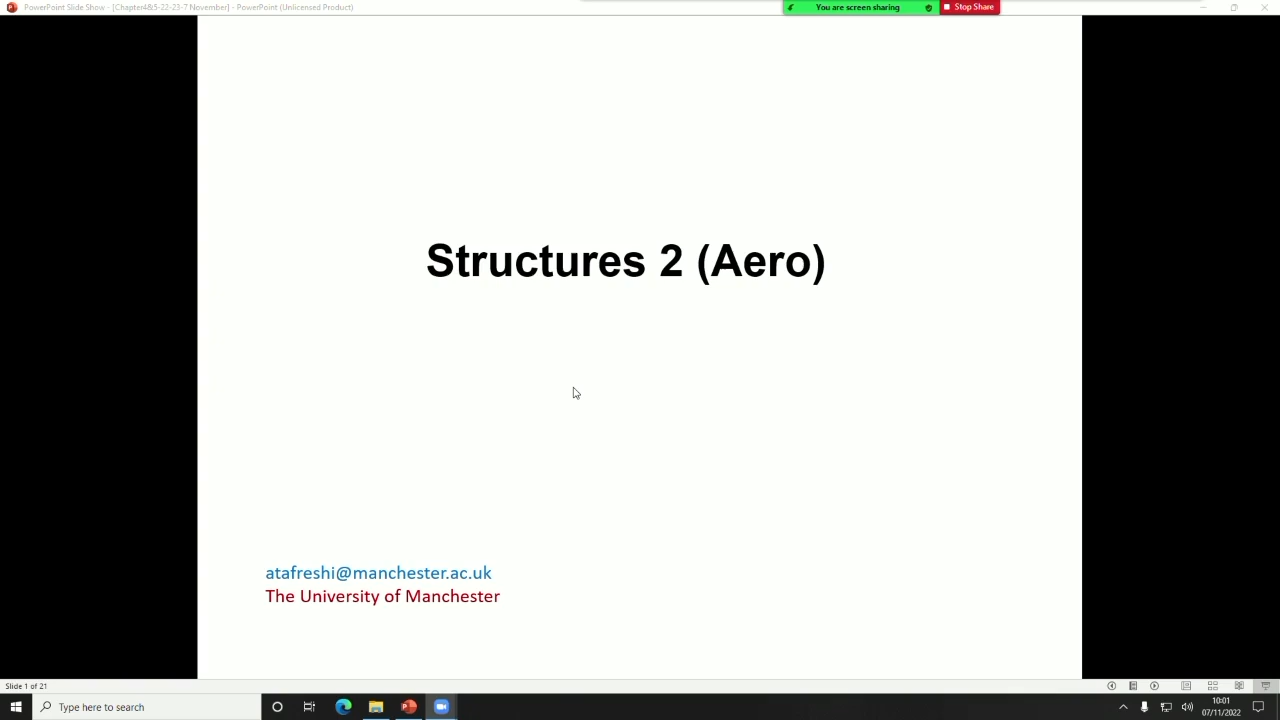 PowerPoint Slide Show - [Chapter4&5-22-23-7 November] - PowerPoint (Unlicensed Product)
You are screen sharing
Stop Share
Structures 2 (Aero)
atafreshi@manchester.ac.uk
The University of Manchester
Slide 1 of 21
Type here to search
10:01
07/11/2022